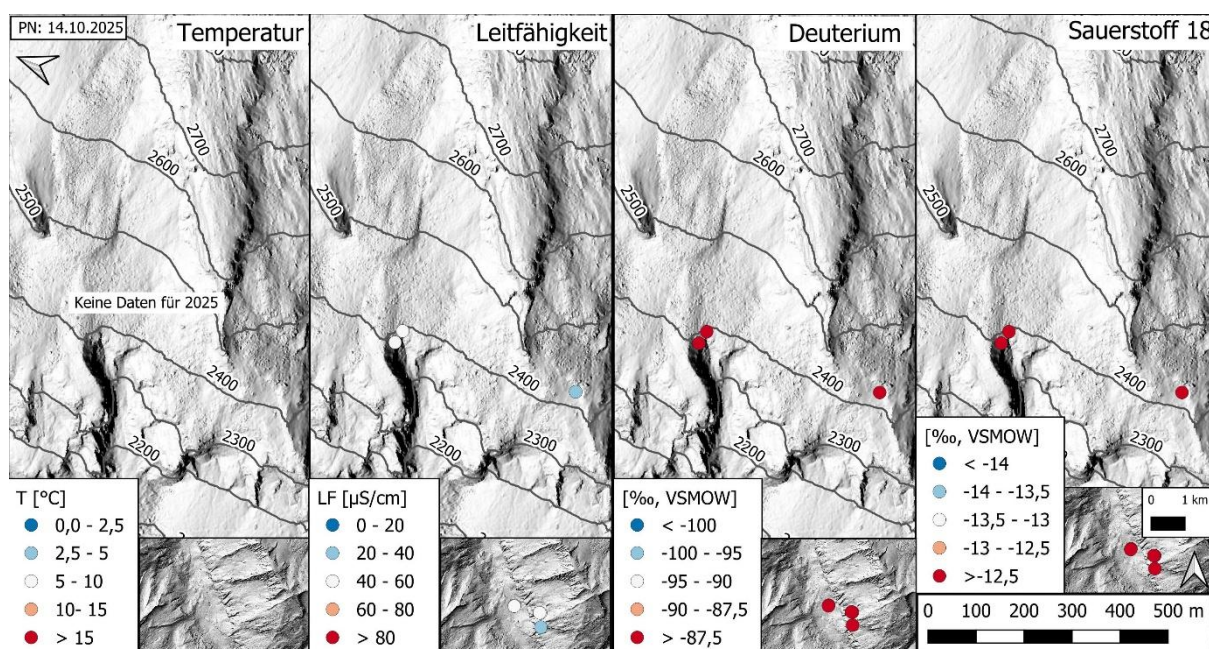 PN: 14.10.2025
Temperatur
2700
2600
2500
Keine Daten für 2025
2400
2300
2200
T [°C]
0,0 - 2,5
2,5 - 5
5 - 10
10- 15
> 15
Leitfähigkeit
2700
2600
2500
2400
2300
2200
LF [µS/cm]
0 - 20
20 - 40
40 - 60
60 - 80
> 80
Deuterium
2700
2600
2500
2400
2300
2200
[‰, VSMOW]
< -100
-100 - -95
-95 - -90
-90 - -87,5
> -87,5
Sauerstoff 18
2700
2600
2500
2400
2300
[‰, VSMOW]
< -14
-14 - -13,5
-13,5 - -13
-13 - -12,5
>-12,5
0 1 km
0 100 200 300 400 500 m